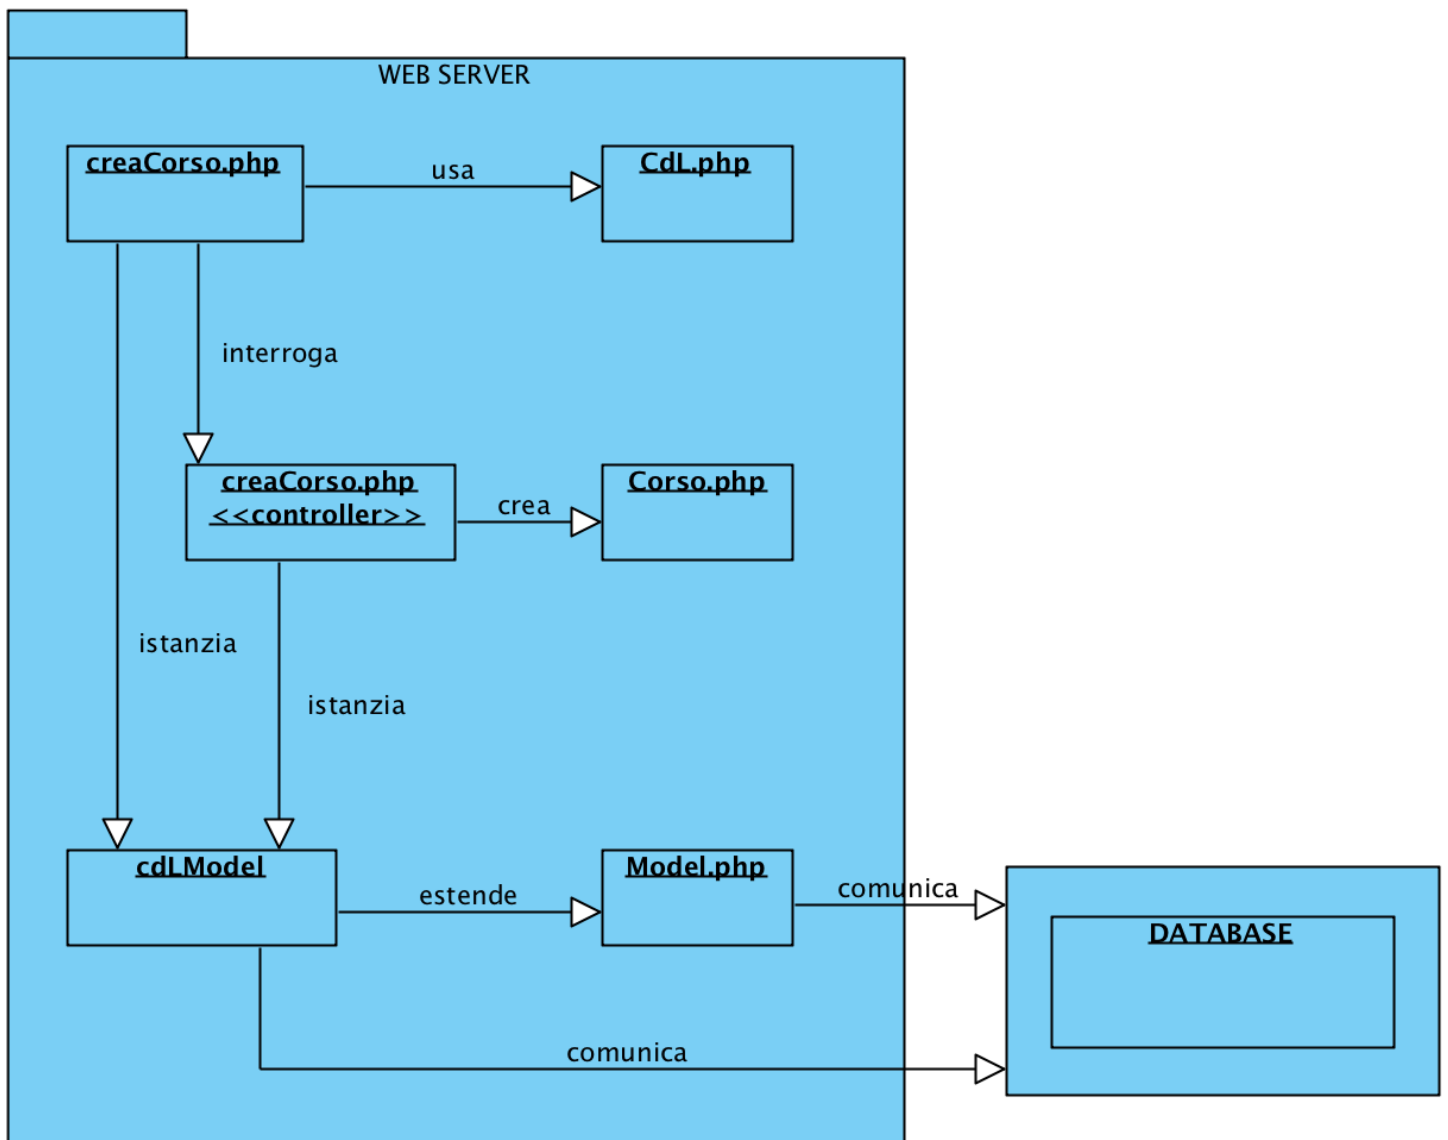 WEB SERVER
creaCorso.php
usa
CdL.php
interroga
creaCorso.php
<<controller>>
crea
Corso.php
istanzia
istanzia
cdLModel
estende
Model.php
comunica
DATABASE
comunica